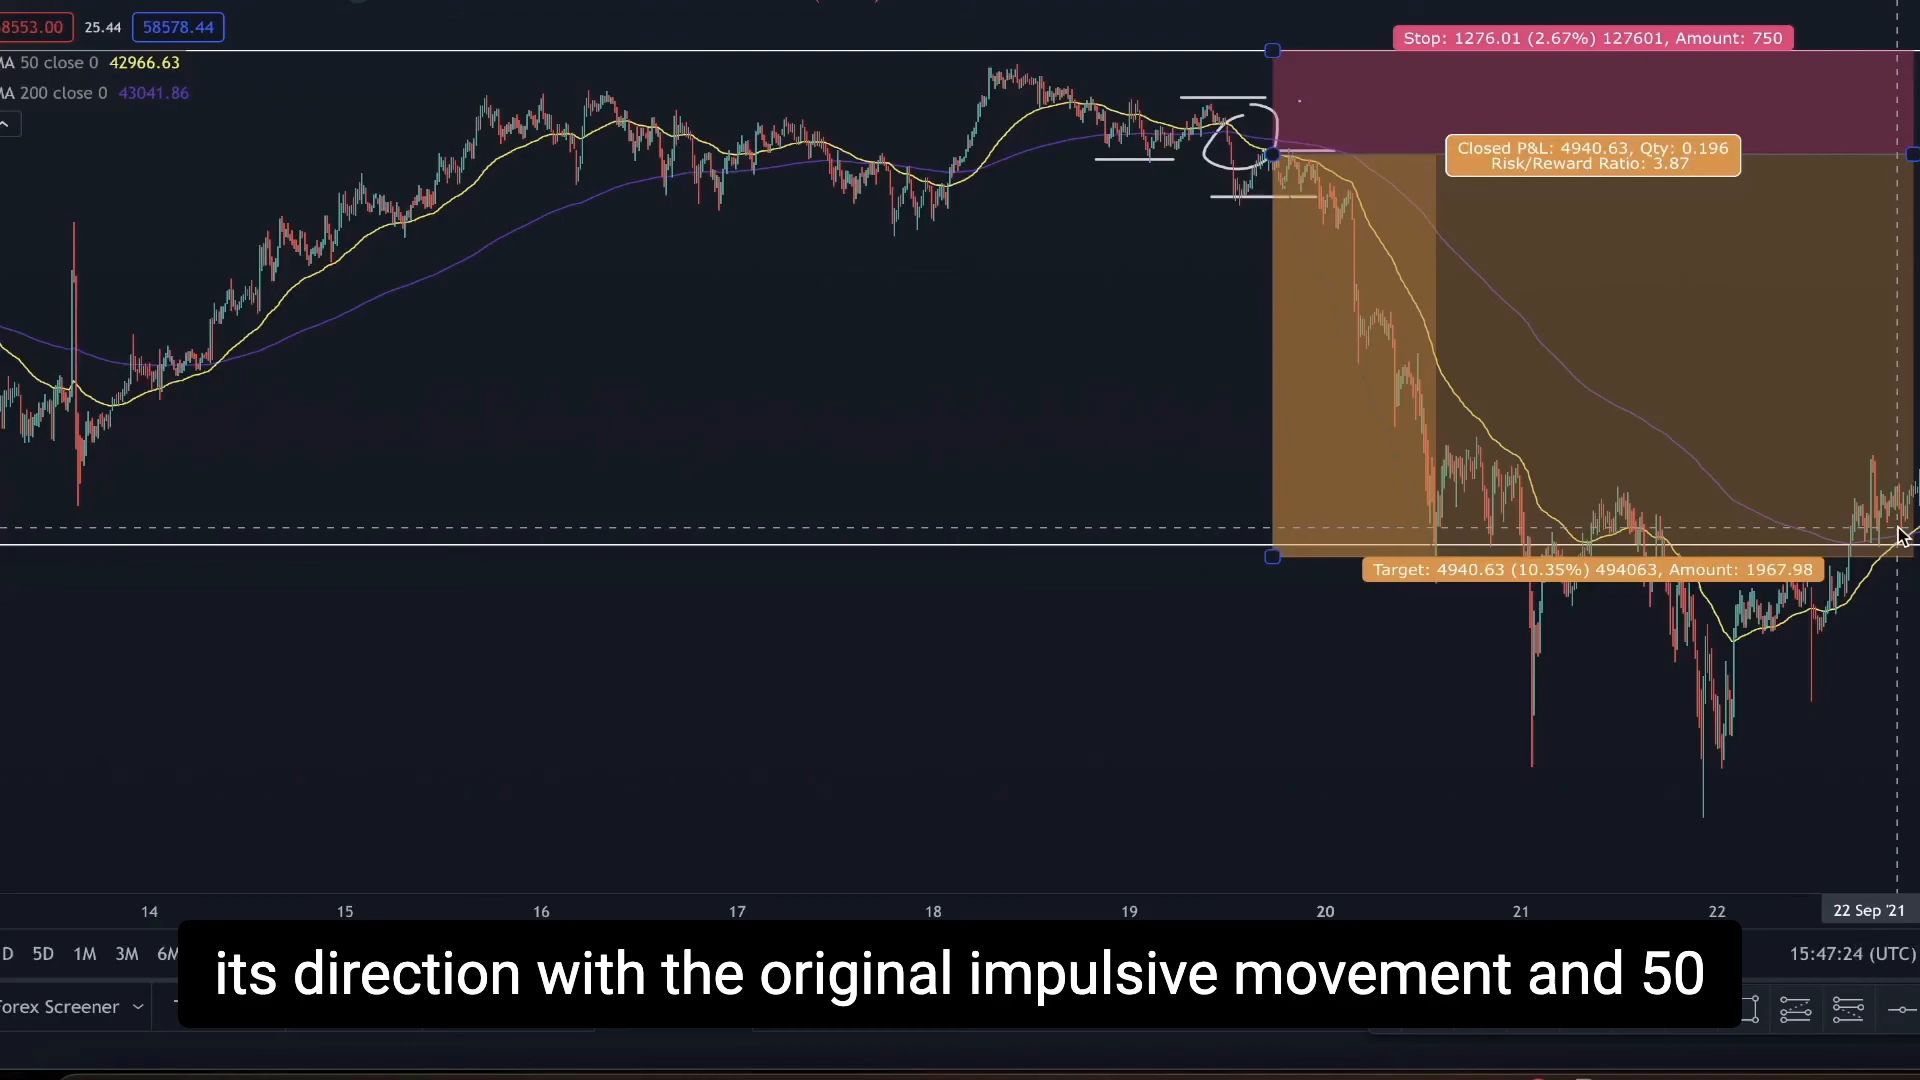 Stop: 1276.01 (2.67%) 127601, Amount: 750
8553.00 25.44 58578.44
MA 50 close 0 42966.63
MA 200 close 0 43041.86
Closed P&L: 4940.63, Qty: 0.196
Risk/Reward Ratio: 3.87
Target: 4940.63 (10.35%) 494063, Amount: 1967.98
14 15 16 17 18 19 20 21 22 22 Sep '21
D 5D 1M 3M 6M 15:47:24 (UTC)
its direction with the original impulsive movement and 50
orex Screener